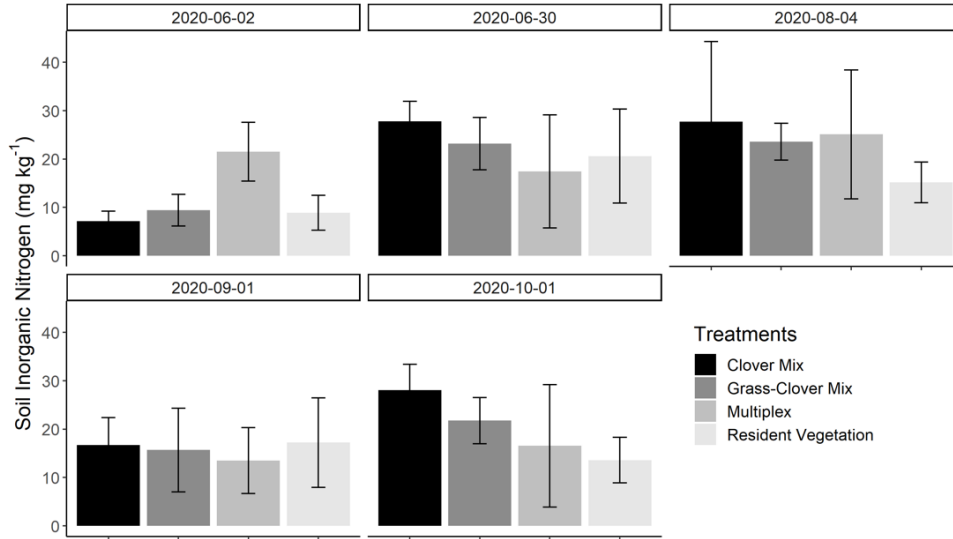 2020-06-02
2020-06-30
2020-08-04
Soil Inorganic Nitrogen (mg kg⁻¹)
40
30
20
10
0
2020-09-01
2020-10-01
40
30
20
10
0
Treatments
Clover Mix
Grass-Clover Mix
Multiplex
Resident Vegetation